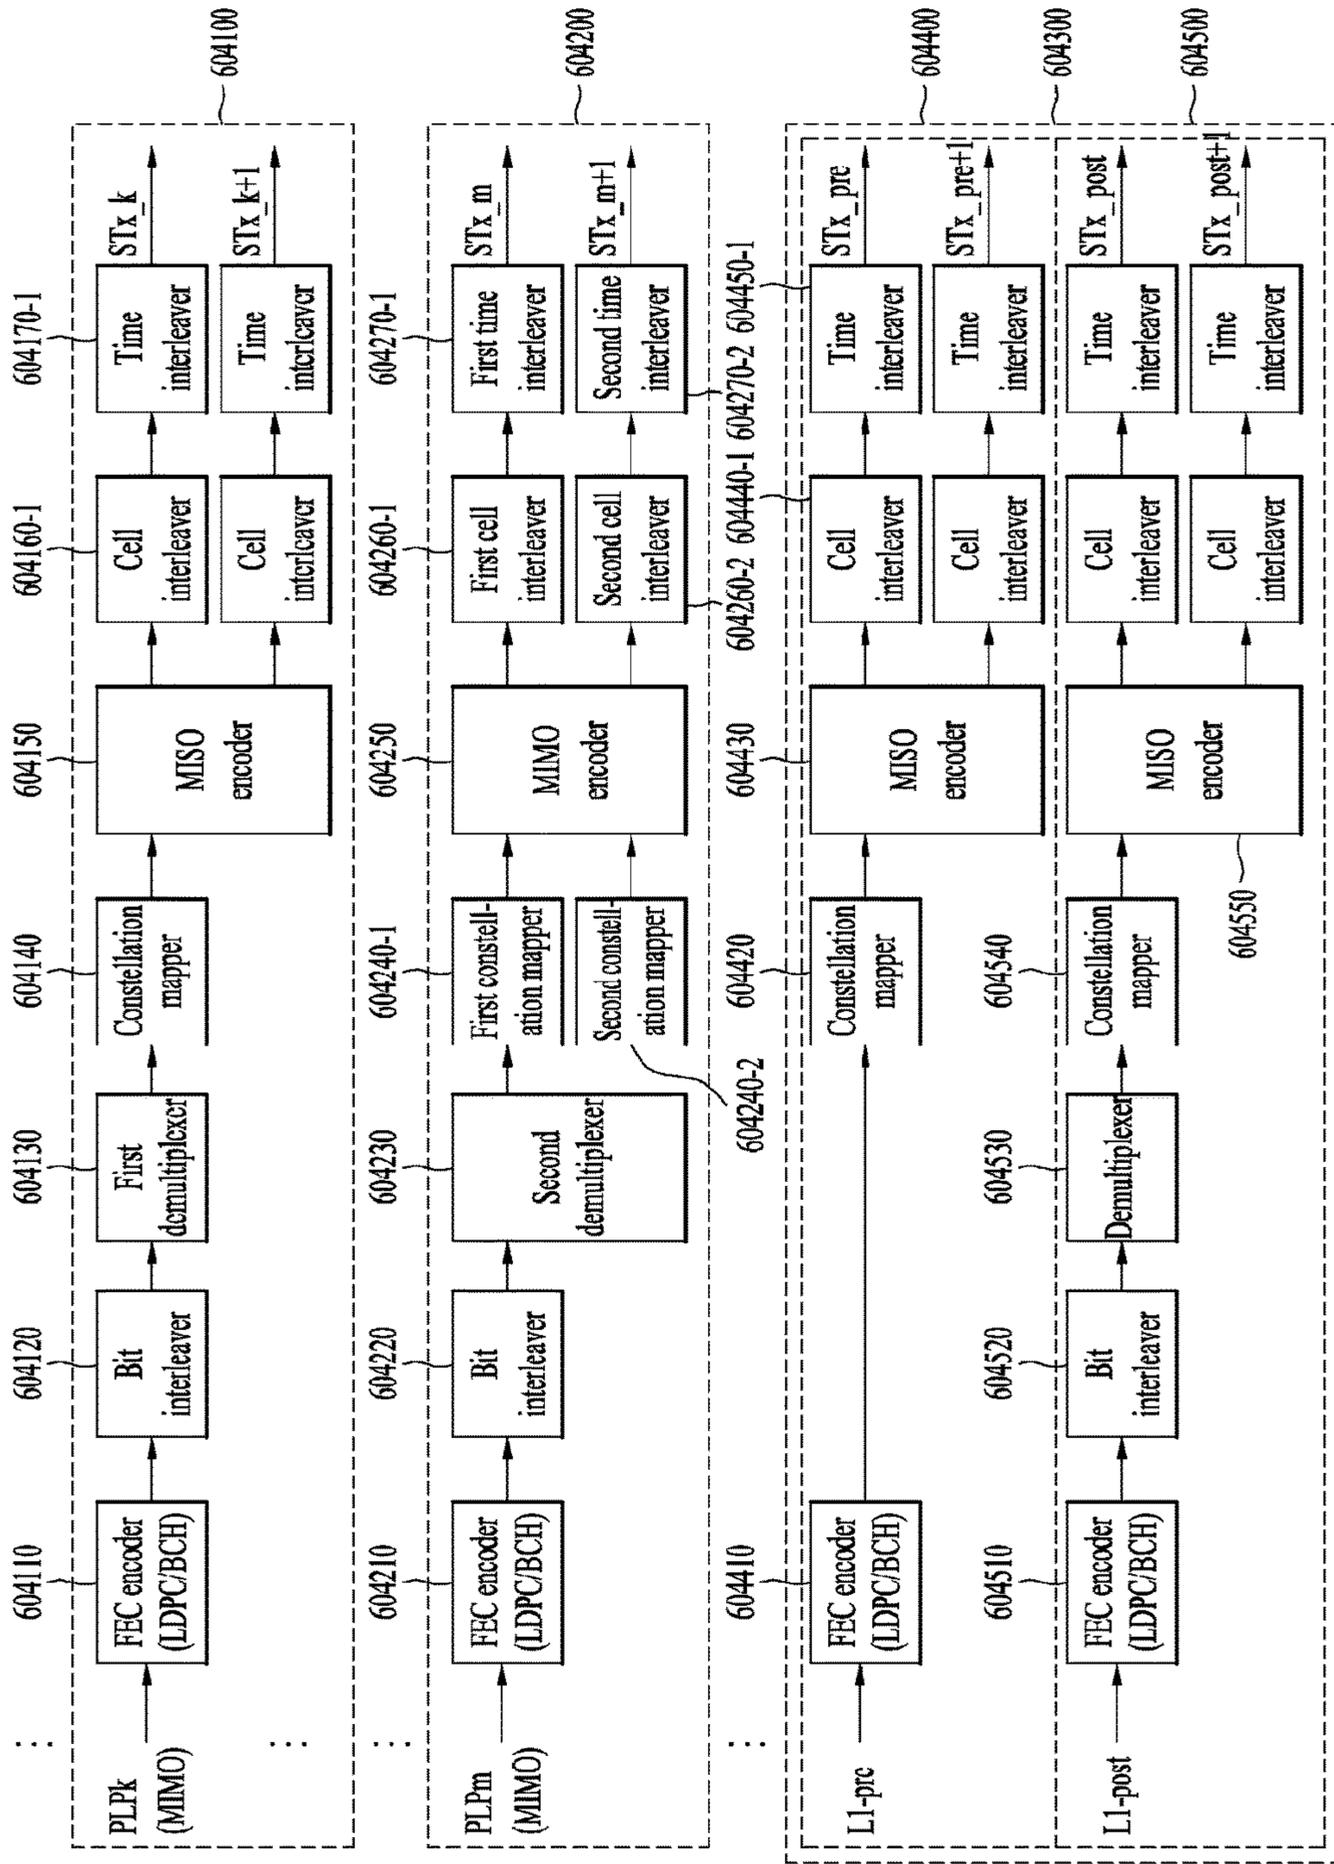 604110
604120
604130
604140
604150
604160-1
604170-1
...
PLPk
(MIMO)
FEC encoder
(LDPC/BCH)
Bit
interleaver
First
demultiplexer
Constellation
mapper
MISO
encoder
Cell
interleaver
Time
interleaver
STx_k
604100
Cell
interleaver
Time
interleaver
STx_k+1
...
604210
604220
604230
604240-1
604250
604260-1
604270-1
...
PLPm
(MIMO)
FEC encoder
(LDPC/BCH)
Bit
interleaver
Second
demultiplexer
First constell-
ation mapper
MIMO
encoder
First cell
interleaver
First time
interleaver
STx_m
604200
Second constell-
ation mapper
Second cell
interleaver
Second time
interleaver
STx_m+1
604240-2
604260-2
604270-2
...
604410
604420
604430
604440-1
604450-1
L1-pre
FEC encoder
(LDPC/BCH)
Constellation
mapper
MISO
encoder
Cell
interleaver
Time
interleaver
STx_pre
604400
Cell
interleaver
Time
interleaver
STx_pre+1
604300
604510
604520
604530
604540
L1-post
FEC encoder
(LDPC/BCH)
Bit
interleaver
Demultiplexer
Constellation
mapper
MISO
encoder
Cell
interleaver
Time
interleaver
STx_post
604500
Cell
interleaver
Time
interleaver
STx_post+1
604550